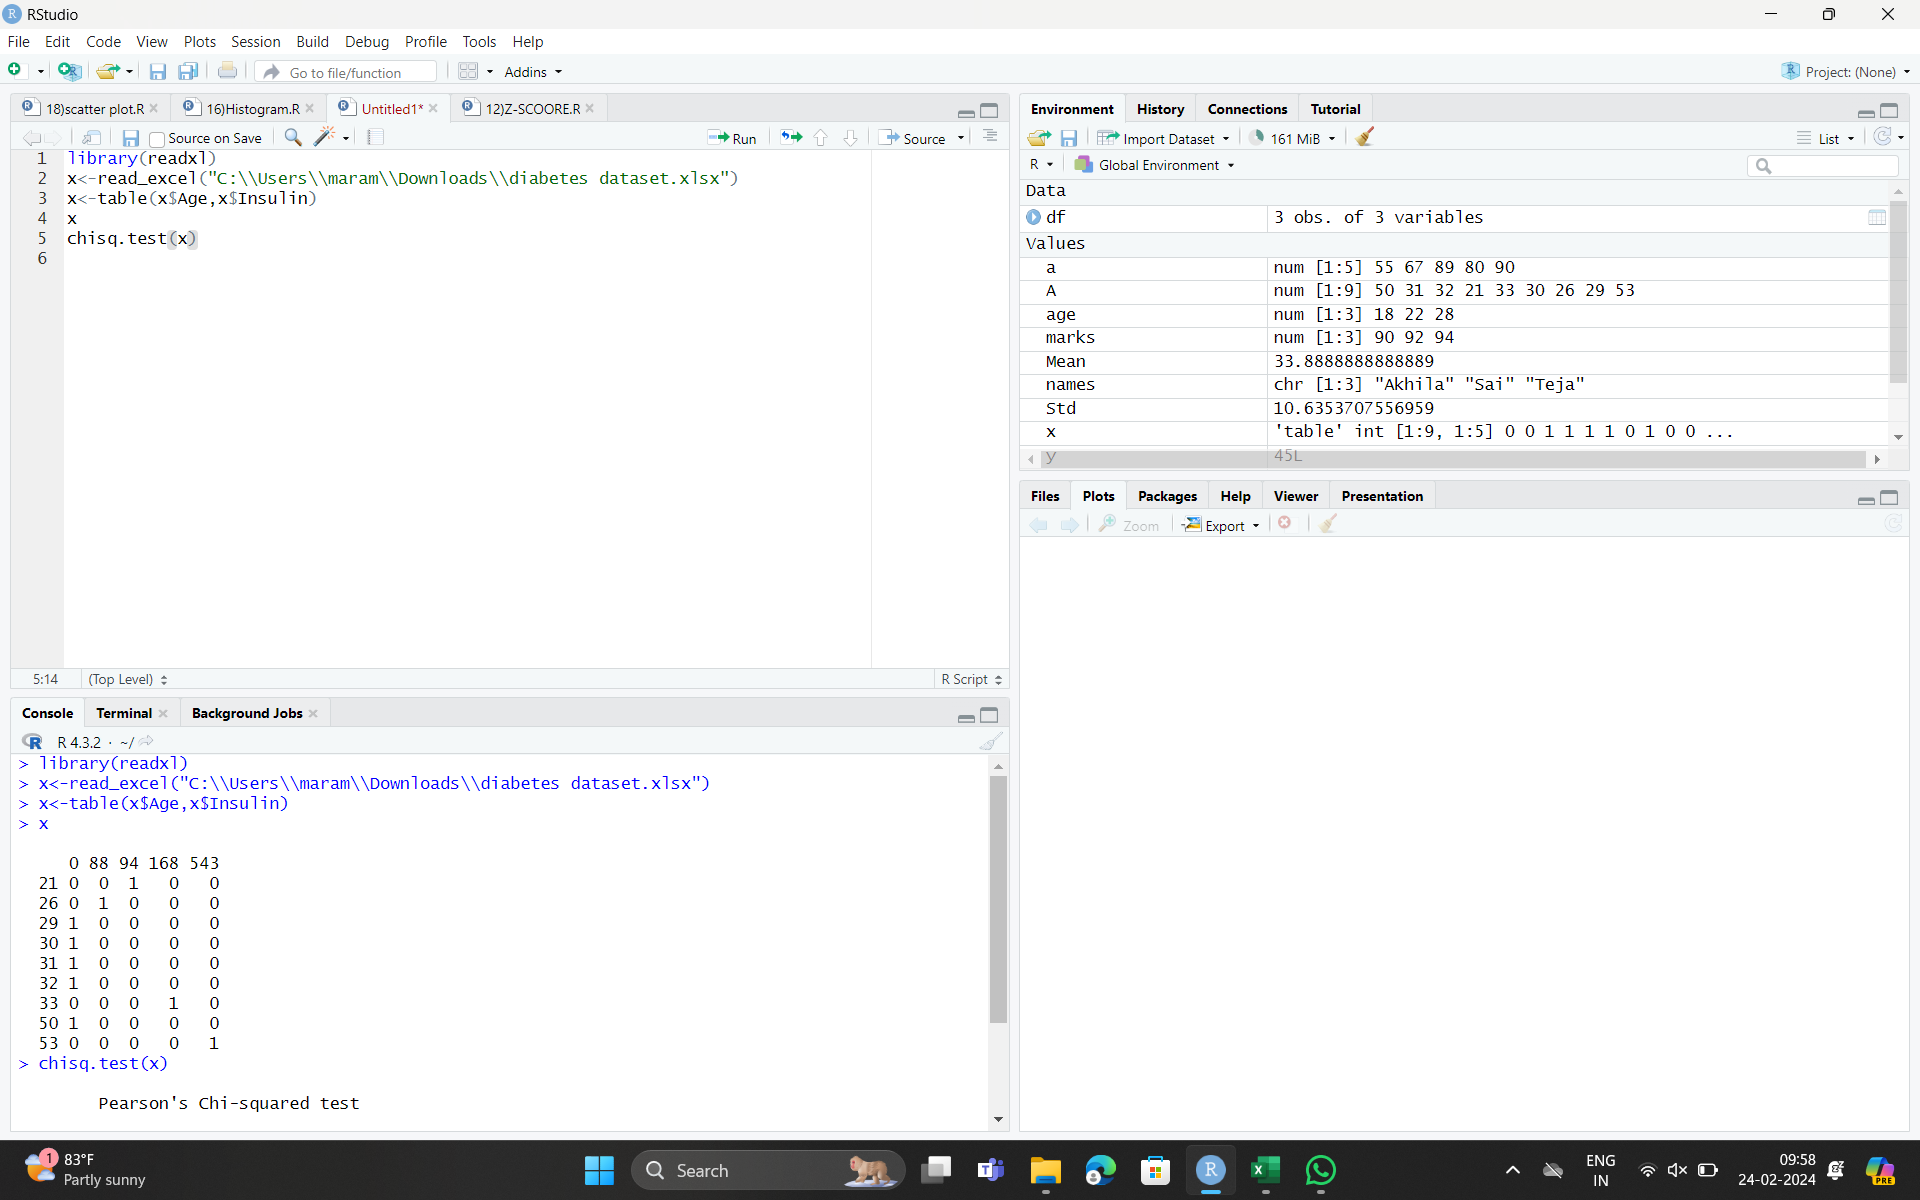 RStudio
File Edit Code View Plots Session Build Debug Profile Tools Help
Go to file/function Addins Project: (None)
18)scatter plot.R 16)Histogram.R Untitled1* 12)Z-SCOORE.R
Source on Save Run Source
1 library(readxl)
2 x<-read_excel("C:\\Users\\maram\\Downloads\\diabetes dataset.xlsx")
3 x<-table(x$Age,x$Insulin)
4 x
5 chisq.test(x)
6
5:14 (Top Level) R Script
Console Terminal Background Jobs
R 4.3.2 · ~/
> library(readxl)
> x<-read_excel("C:\\Users\\maram\\Downloads\\diabetes dataset.xlsx")
> x<-table(x$Age,x$Insulin)
> x
0 88 94 168 543
21 0 0 1 0 0
26 0 1 0 0 0
29 1 0 0 0 0
30 1 0 0 0 0
31 1 0 0 0 0
32 1 0 0 0 0
33 0 0 0 1 0
50 1 0 0 0 0
53 0 0 0 0 1
> chisq.test(x)
Pearson's Chi-squared test
Environment History Connections Tutorial
Import Dataset 161 MiB List
R Global Environment
Data
df 3 obs. of 3 variables
Values
a num [1:5] 55 67 89 80 90
A num [1:9] 50 31 32 21 33 30 26 29 53
age num [1:3] 18 22 28
marks num [1:3] 90 92 94
Mean 33.8888888888889
names chr [1:3] "Akhila" "Sai" "Teja"
Std 10.6353707556959
x 'table' int [1:9, 1:5] 0 0 1 1 1 1 0 1 0 0 ...
y 45L
Files Plots Packages Help Viewer Presentation
Zoom Export
1 83°F
Partly sunny
Search
ENG
IN
09:58
24-02-2024
PRE